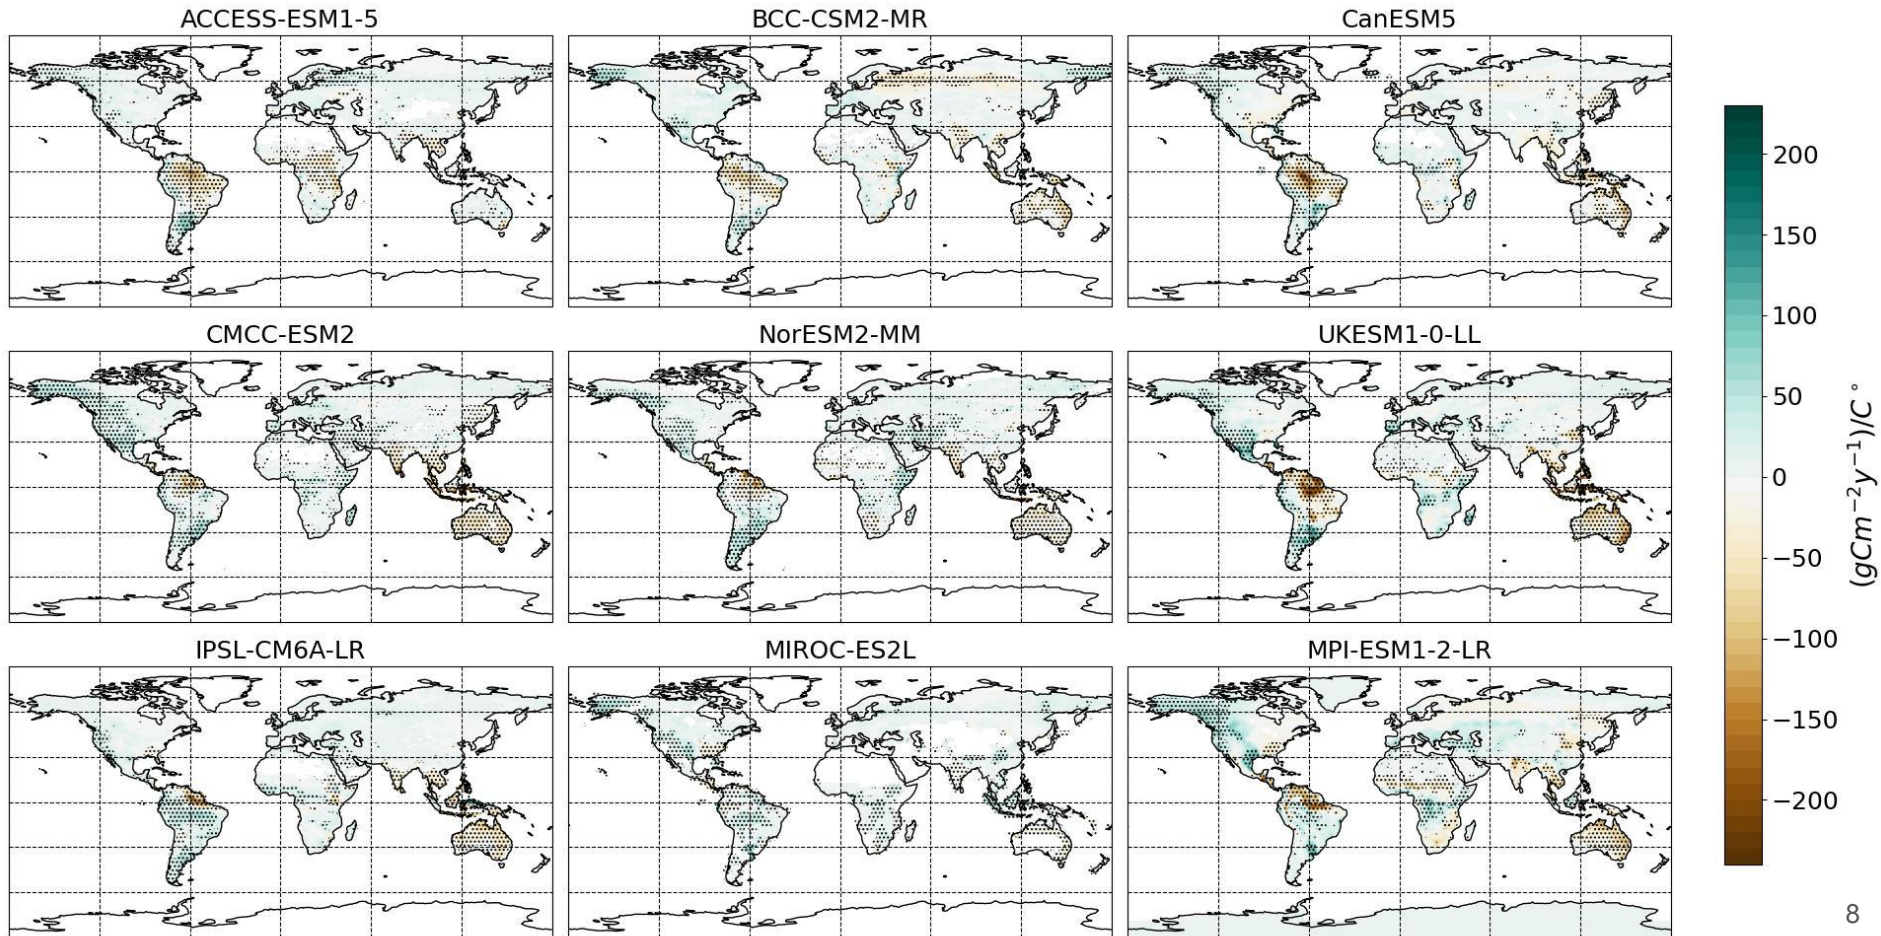 ACCESS-ESM1-5
BCC-CSM2-MR
CanESM5
CMCC-ESM2
NorESM2-MM
UKESM1-0-LL
IPSL-CM6A-LR
MIROC-ES2L
MPI-ESM1-2-LR
200
150
100
50
0
−50
−100
−150
−200
(gCm⁻²y⁻¹)/C°
8